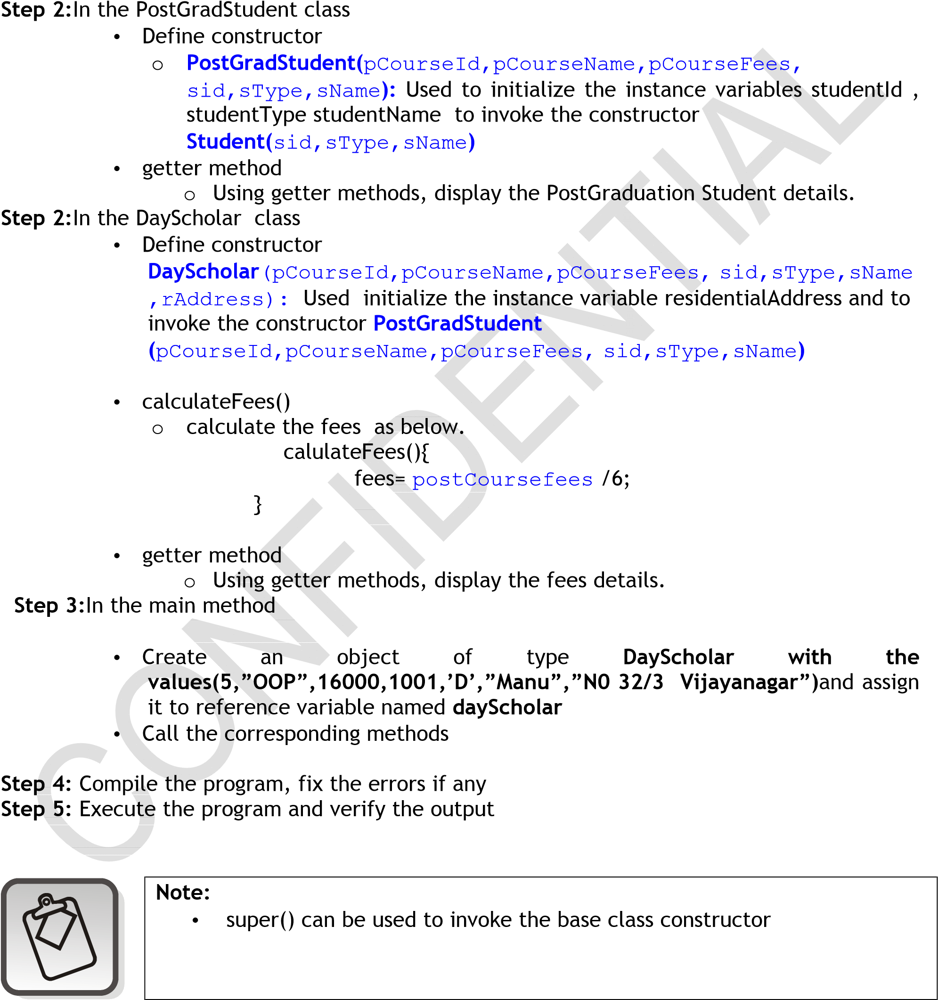 Step 2:In the PostGradStudent class
• Define constructor
o PostGradStudent(pCourseId,pCourseName,pCourseFees,
sid,sType,sName): Used to initialize the instance variables studentId ,
studentType studentName to invoke the constructor
Student(sid,sType,sName)
• getter method
o Using getter methods, display the PostGraduation Student details.
Step 2:In the DayScholar class
• Define constructor
DayScholar(pCourseId,pCourseName,pCourseFees, sid,sType,sName
,rAddress): Used initialize the instance variable residentialAddress and to
invoke the constructor PostGradStudent
(pCourseId,pCourseName,pCourseFees, sid,sType,sName)
• calculateFees()
o calculate the fees as below.
calulateFees(){
fees= postCoursefees /6;
}
• getter method
o Using getter methods, display the fees details.
Step 3:In the main method
• Create an object of type DayScholar with the
values(5,”OOP”,16000,1001,’D’,”Manu”,”N0 32/3 Vijayanagar”)and assign
it to reference variable named dayScholar
• Call the corresponding methods
Step 4: Compile the program, fix the errors if any
Step 5: Execute the program and verify the output
Note:
• super() can be used to invoke the base class constructor
CONFIDENTIAL